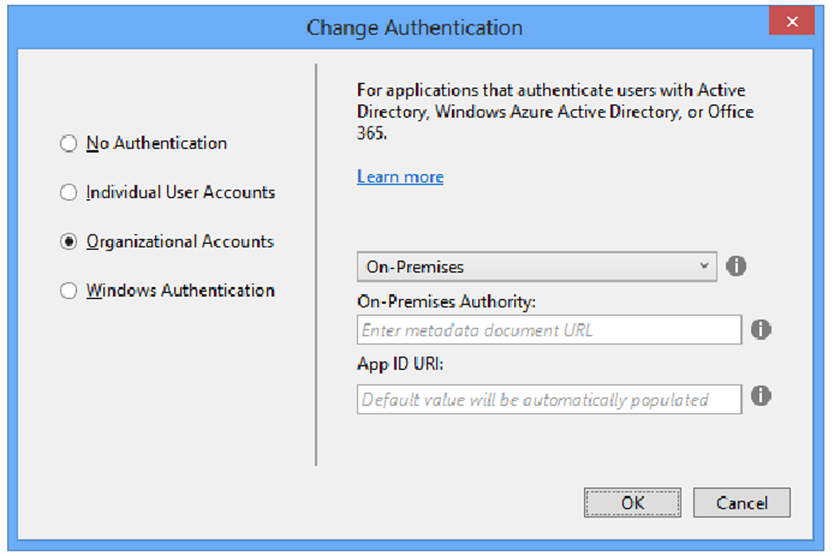 Change Authentication
No Authentication
Individual User Accounts
Organizational Accounts
Windows Authentication
For applications that authenticate users with Active
Directory, Windows Azure Active Directory, or Office
365.
Learn more
On-Premises
On-Premises Authority:
Enter metadata document URL
App ID URI:
Default value will be automatically populated
OK
Cancel